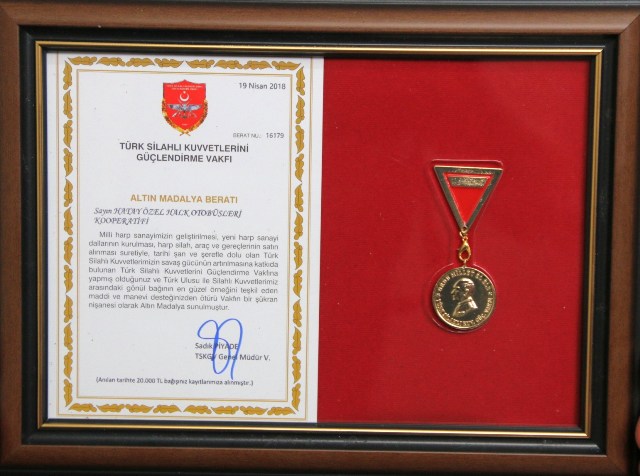 19 Nisan 2018
BERAT NU.: 16179
TÜRK SİLAHLI KUVVETLERİNİ
GÜÇLENDİRME VAKFI
ALTIN MADALYA BERATI
Sayın HATAY ÖZEL HALK OTOBÜSLERİ
KOOPERATİFİ
Milli harp sanayimizin geliştirilmesi, yeni harp sanayi
dallarının kurulması, harp silah, araç ve gereçlerinin satın
alınması suretiyle, tarihi şan ve şerefle dolu olan Türk
Silahlı Kuvvetlerimizin savaş gücünün artırılmasına katkıda
bulunan Türk Silahlı Kuvvetlerini Güçlendirme Vakfına
yapmış olduğunuz ve Türk Ulusu ile Silahlı Kuvvetlerimiz
arasındaki gönül bağının en güzel örneğini teşkil eden
maddi ve manevi desteğinizden ötürü Vakfın bir şükran
nişanesi olarak Altın Madalya sunulmuştur.
Sadık PİYADE
TSKGV Genel Müdür V.
(Anılan tarihte 20.000 TL bağışınız kayıtlarımıza alınmıştır.)